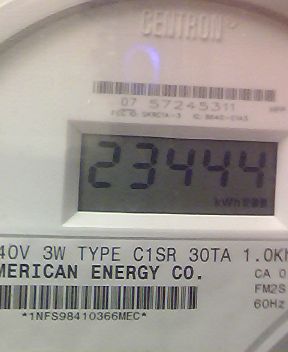 CENTRON
07 57245311
23444
kWh
40V 3W TYPE C1SR 30TA 1.0Kh
MERICAN ENERGY CO.
CA 0
FM2S
60Hz
*1NFS98410366MEC*